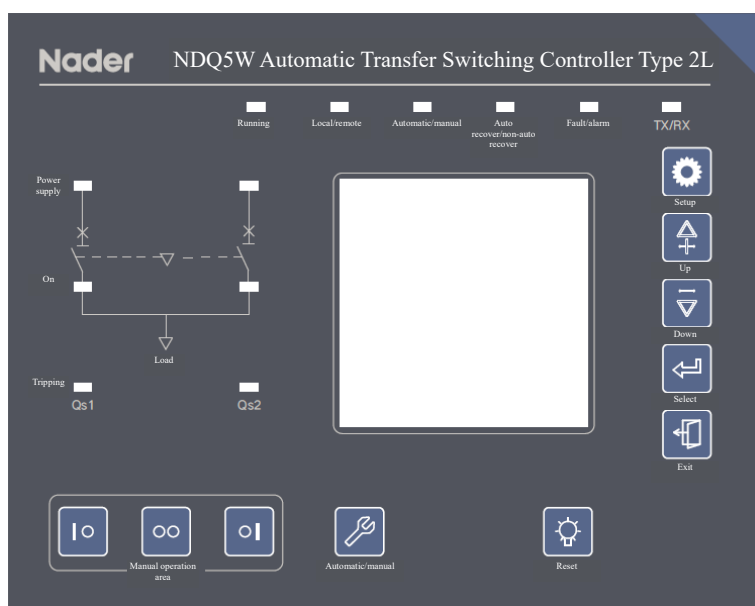 Nader
NDQ5W Automatic Transfer Switching Controller Type 2L
Running
Local/remote
Automatic/manual
Auto
recover/non-auto
recover
Fault/alarm
TX/RX
Power
supply
On
Load
Tripping
Qs1
Qs2
Setup
Up
Down
Select
Exit
Manual operation
area
Automatic/manual
Reset